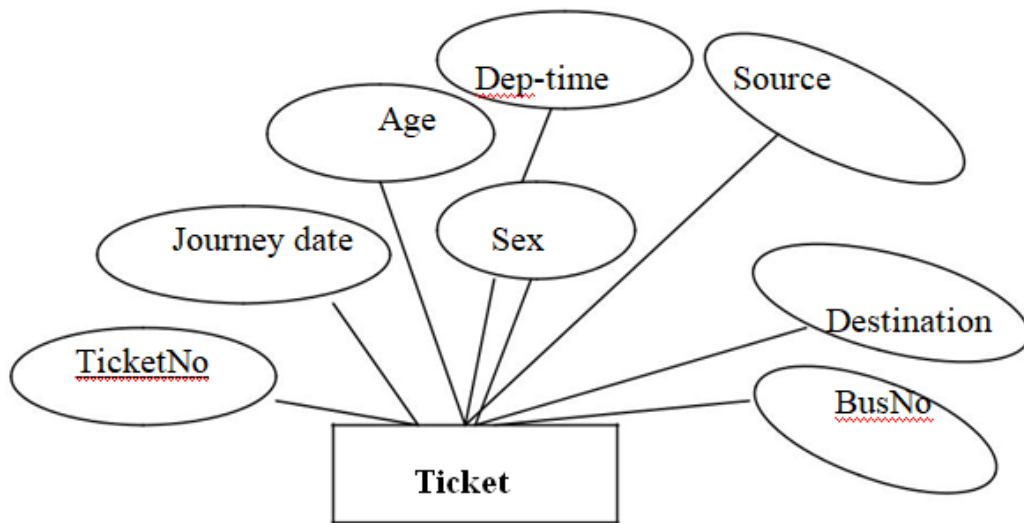 Dep-time
Source
Age
Journey date
Sex
Destination
TicketNo
BusNo
Ticket